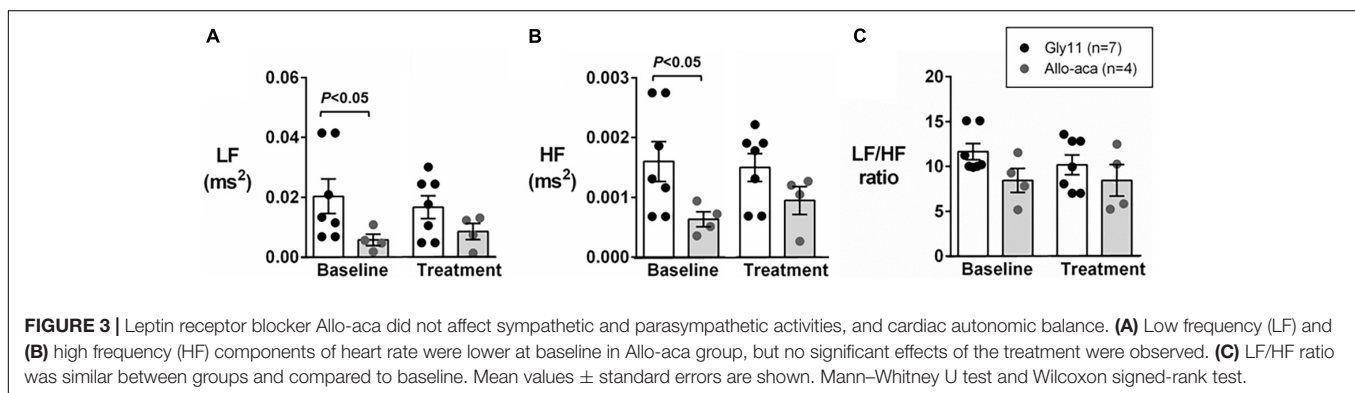 A
B
C
Gly11 (n=7)
Allo-aca (n=4)
0.06
0.04
0.02
0.00
LF
(ms²)
P<0.05
Baseline
Treatment
0.003
0.002
0.001
0.000
HF
(ms²)
P<0.05
Baseline
Treatment
20
15
10
5
0
LF/HF
ratio
Baseline
Treatment
FIGURE 3 | Leptin receptor blocker Allo-aca did not affect sympathetic and parasympathetic activities, and cardiac autonomic balance. (A) Low frequency (LF) and
(B) high frequency (HF) components of heart rate were lower at baseline in Allo-aca group, but no significant effects of the treatment were observed. (C) LF/HF ratio
was similar between groups and compared to baseline. Mean values ± standard errors are shown. Mann–Whitney U test and Wilcoxon signed-rank test.